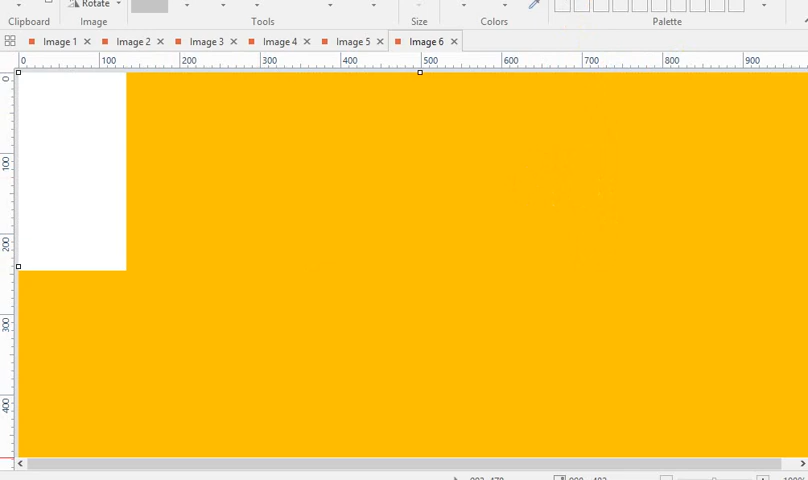 Rotate
Clipboard Image Tools Size Colors Palette
Image 1 Image 2 Image 3 Image 4 Image 5 Image 6
0 100 200 300 400 500 600 700 800 900
0
100
200
300
400